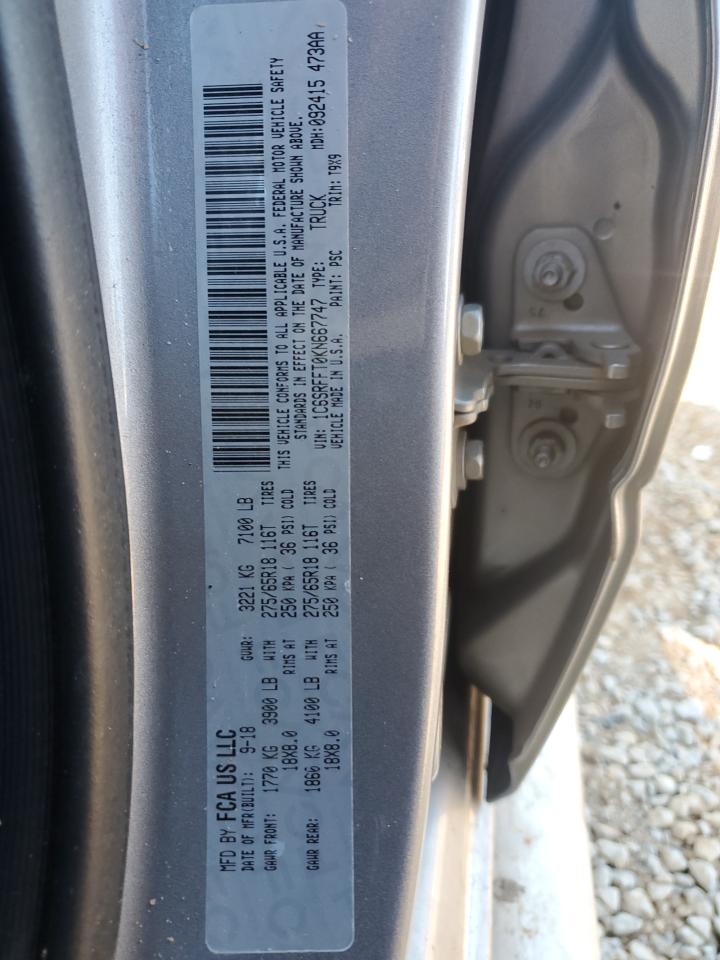 MFD BY FCA US LLC
DATE OF MFR(BUILT): 9-18 GVWR: 3221 KG 7100 LB
GAWR FRONT: 1770 KG 3900 LB WITH 275/65R18 116T TIRES
18X8.0 RIMS AT 250 KPA ( 36 PSI) COLD
GAWR REAR: 1860 KG 4100 LB WITH 275/65R18 116T TIRES
18X8.0 RIMS AT 250 KPA ( 36 PSI) COLD
THIS VEHICLE CONFORMS TO ALL APPLICABLE U.S.A. FEDERAL MOTOR VEHICLE SAFETY
STANDARDS IN EFFECT ON THE DATE OF MANUFACTURE SHOWN ABOVE.
VIN: 1C6SRFFT0KN667747 TYPE: TRUCK MDH:092415 473AA
VEHICLE MADE IN U.S.A. PAINT: PSC TRIM: T9X9